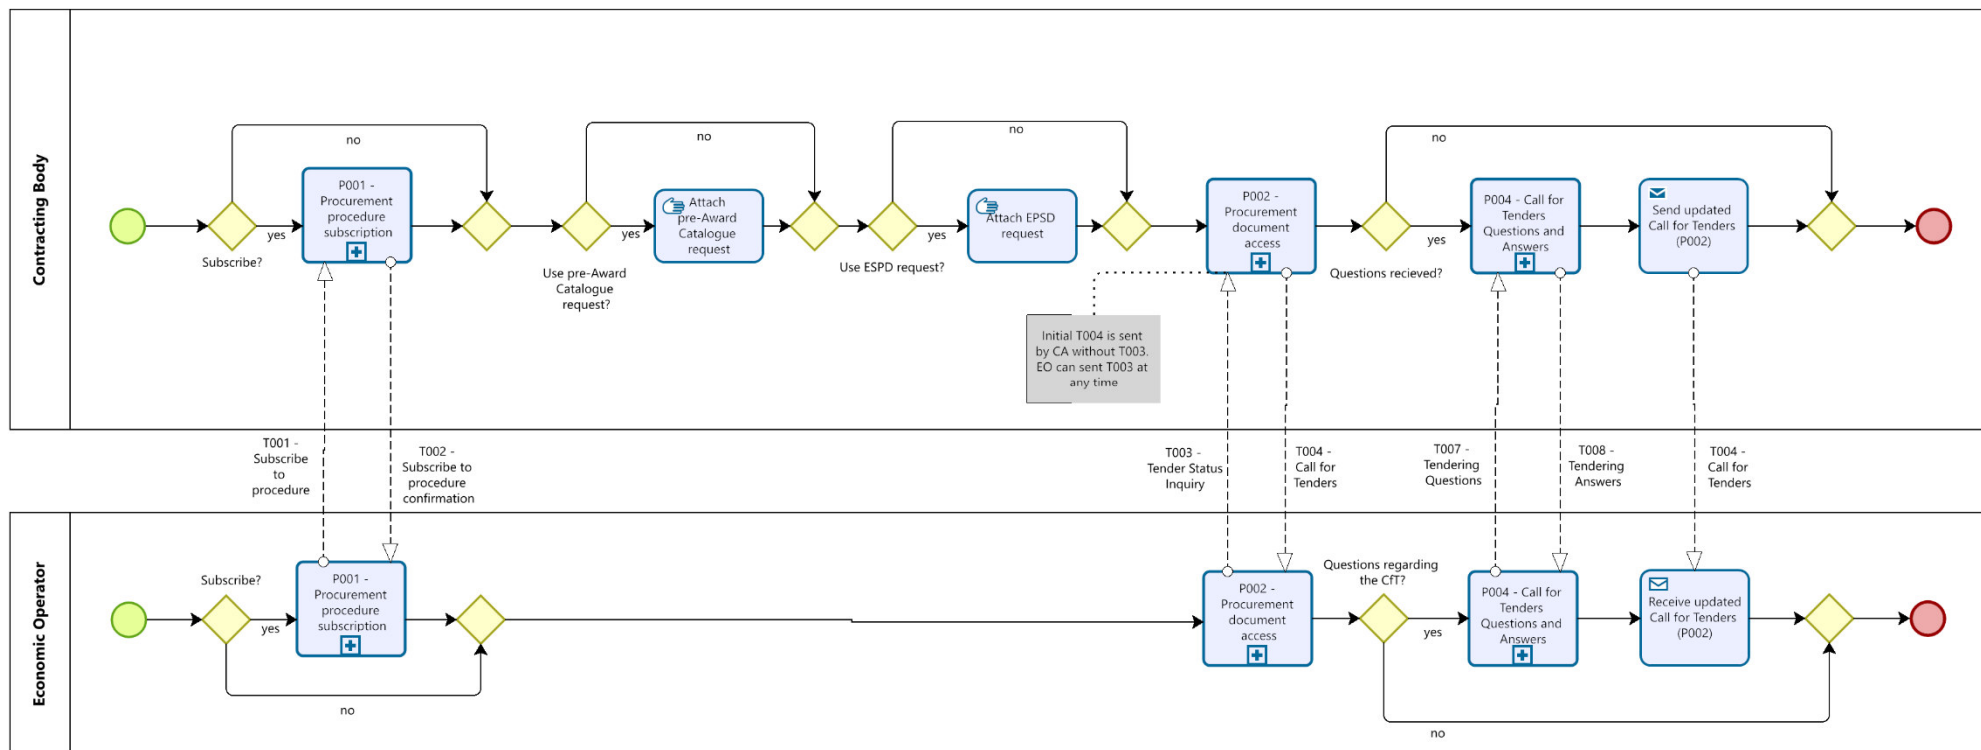 Contracting Body
no
no
no
no
P001 -
Procurement
procedure
subscription
Attach
pre-Award
Catalogue
request
Attach EPSD
request
P002 -
Procurement
document
access
P004 - Call for
Tenders
Questions and
Answers
Send updated
Call for Tenders
(P002)
yes
yes
yes
yes
Subscribe?
Use pre-Award
Catalogue
request?
Use ESPD request?
Questions recieved?
Initial T004 is sent
by CA without T003.
EO can sent T003 at
any time
T001 -
Subscribe
to
procedure
T002 -
Subscribe to
procedure
confirmation
T003 -
Tender Status
Inquiry
T004 -
Call for
Tenders
T007 -
Tendering
Questions
T008 -
Tendering
Answers
T004 -
Call for
Tenders
Economic Operator
Subscribe?
yes
P001 -
Procurement
procedure
subscription
no
P002 -
Procurement
document
access
Questions regarding
the CfT?
yes
P004 - Call for
Tenders
Questions and
Answers
Receive updated
Call for Tenders
(P002)
no